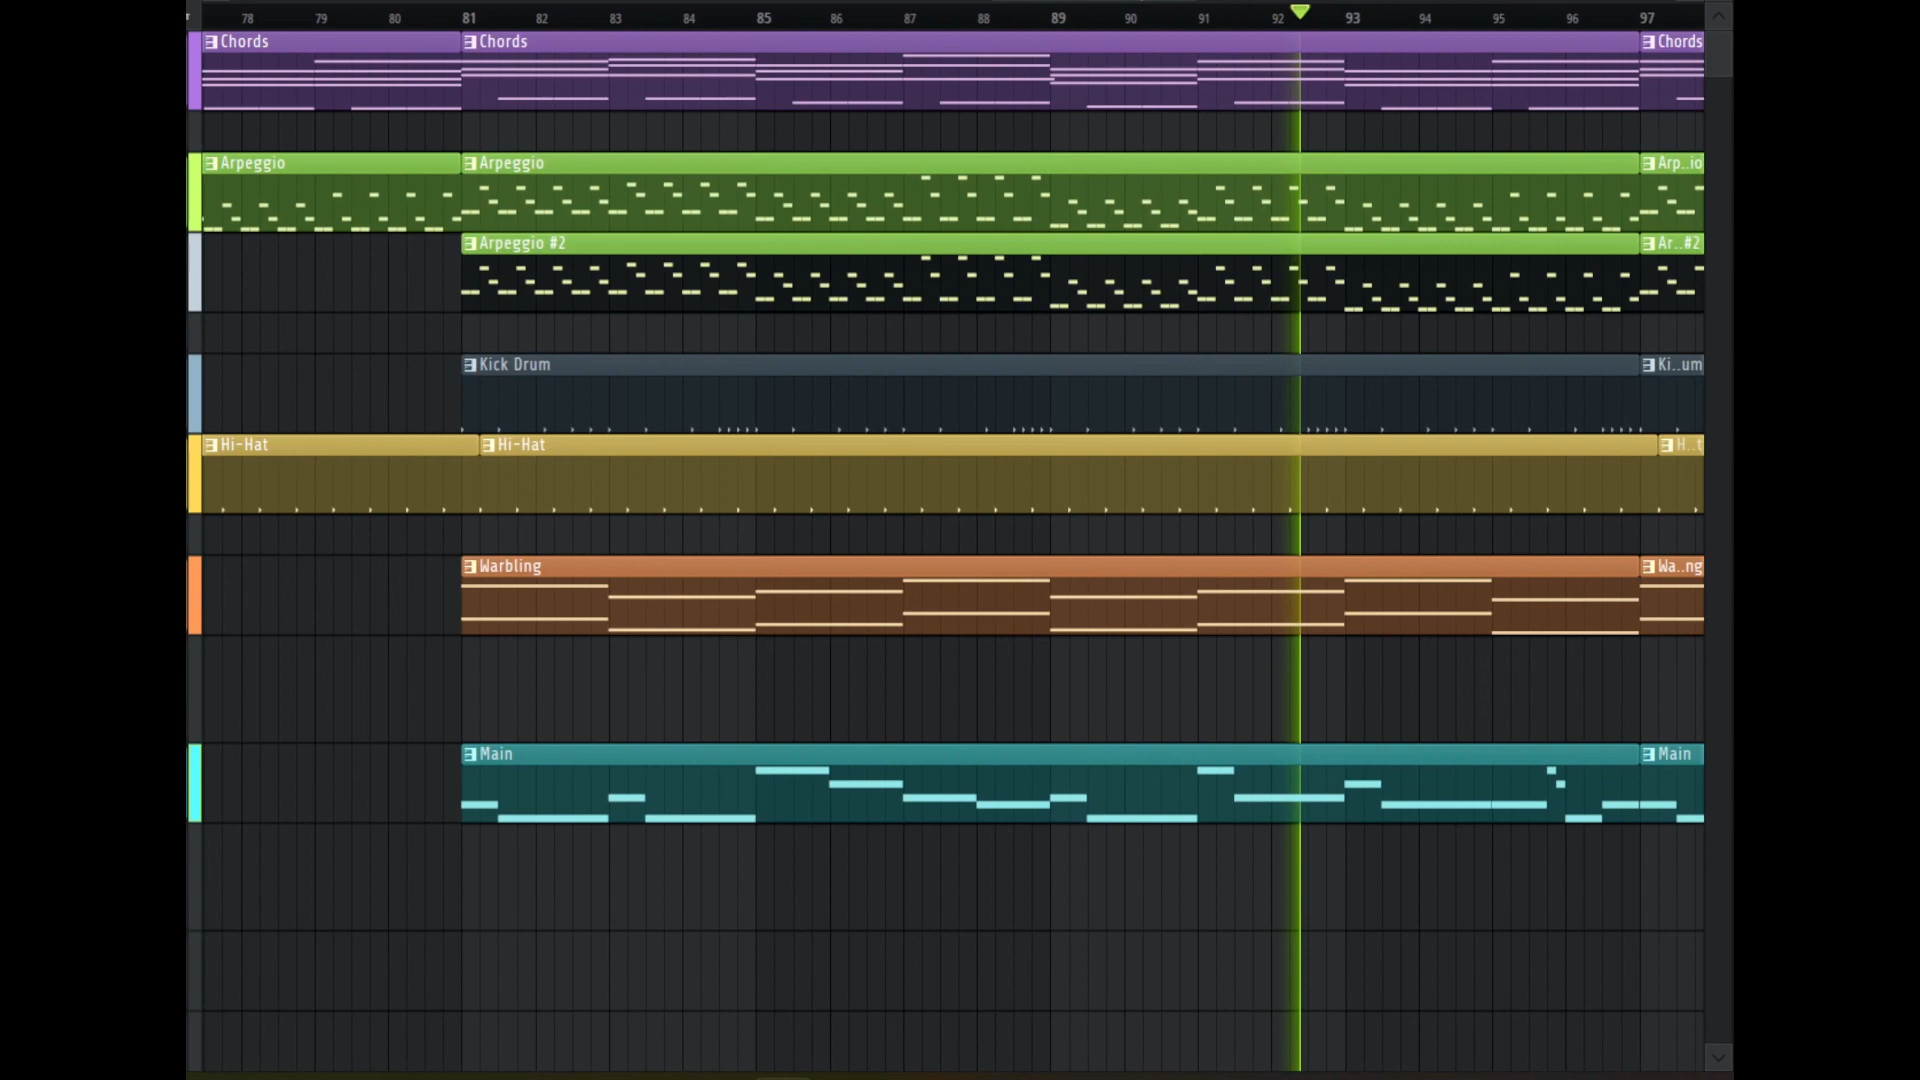 78 79 80 81 82 83 84 85 86 87 88 89 90 91 92 93 94 95 96 97
Chords Chords Chords
Arpeggio Arpeggio Arp..io
Arpeggio #2 Ar..#2
Kick Drum Ki..um
Hi-Hat Hi-Hat H..t
Warbling Wa..ng
Main Main